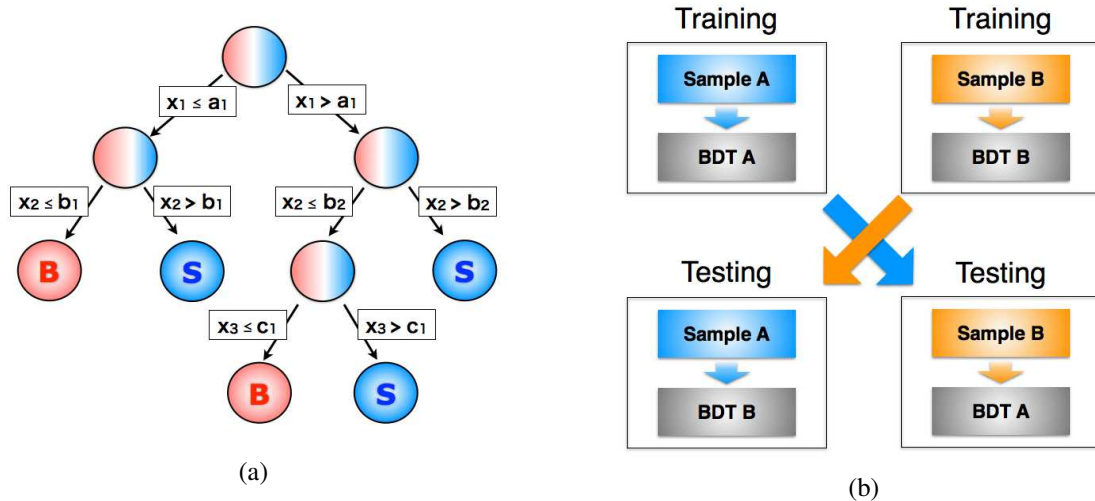 x₁ ≤ a₁
x₁ > a₁
x₂ ≤ b₁
x₂ > b₁
x₂ ≤ b₂
x₂ > b₂
B
S
S
x₃ ≤ c₁
x₃ > c₁
B
S
(a)
Training
Training
Sample A
Sample B
BDT A
BDT B
Testing
Testing
Sample A
Sample B
BDT B
BDT A
(b)